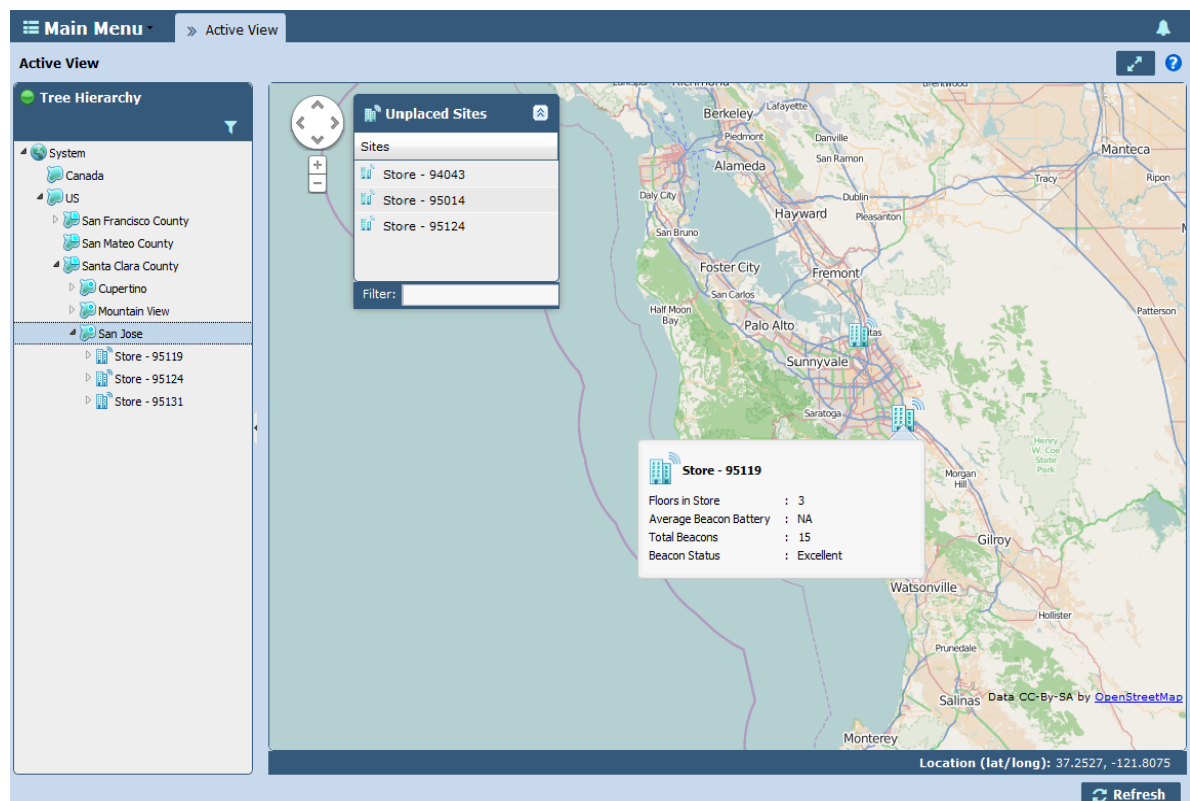 Main Menu
Active View
Active View
Tree Hierarchy
System
Canada
US
San Francisco County
San Mateo County
Santa Clara County
Cupertino
Mountain View
San Jose
Store - 95119
Store - 95124
Store - 95131
Unplaced Sites
Sites
Store - 94043
Store - 95014
Store - 95124
Filter:
Berkeley
Lafayette
Piedmont
Danville
Alameda
San Ramon
Manteca
Tracy
Ripon
Daly City
Dublin
Hayward
Pleasanton
San Bruno
Foster City
Fremont
San Carlos
Half Moon
Bay
Palo Alto
Patterson
Sunnyvale
Saratoga
Henry
W. Coe
State
Park
Morgan
Hill
Store - 95119
Floors in Store : 3
Average Beacon Battery : NA
Total Beacons : 15
Beacon Status : Excellent
Gilroy
Watsonville
Hollister
Prunedale
Salinas
Data CC-By-SA by OpenStreetMap
Monterey
Location (lat/long): 37.2527, -121.8075
Refresh